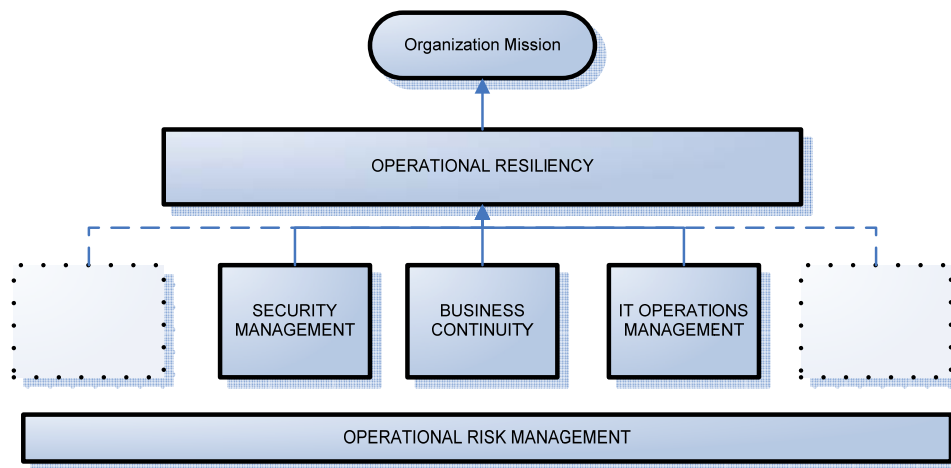 Organization Mission
OPERATIONAL RESILIENCY
SECURITY
MANAGEMENT
BUSINESS
CONTINUITY
IT OPERATIONS
MANAGEMENT
OPERATIONAL RISK MANAGEMENT